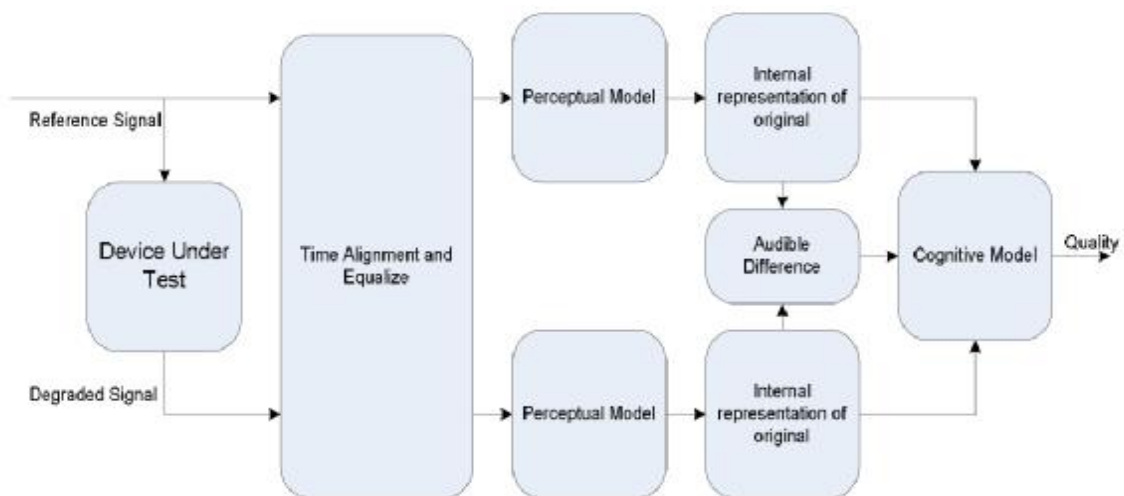 Reference Signal
Device Under
Test
Degraded Signal
Time Alignment and
Equalize
Perceptual Model
Internal
representation of
original
Audible
Difference
Perceptual Model
Internal
representation of
original
Cognitive Model
Quality